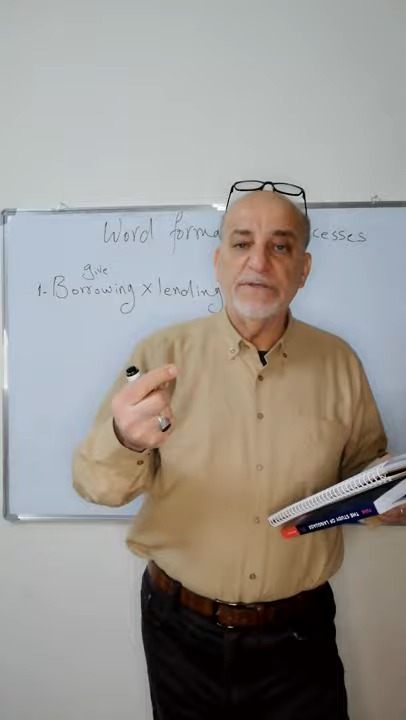 Word forma cesses
give
1- Borrowing x lending
THE STUDY OF LANGUAGE